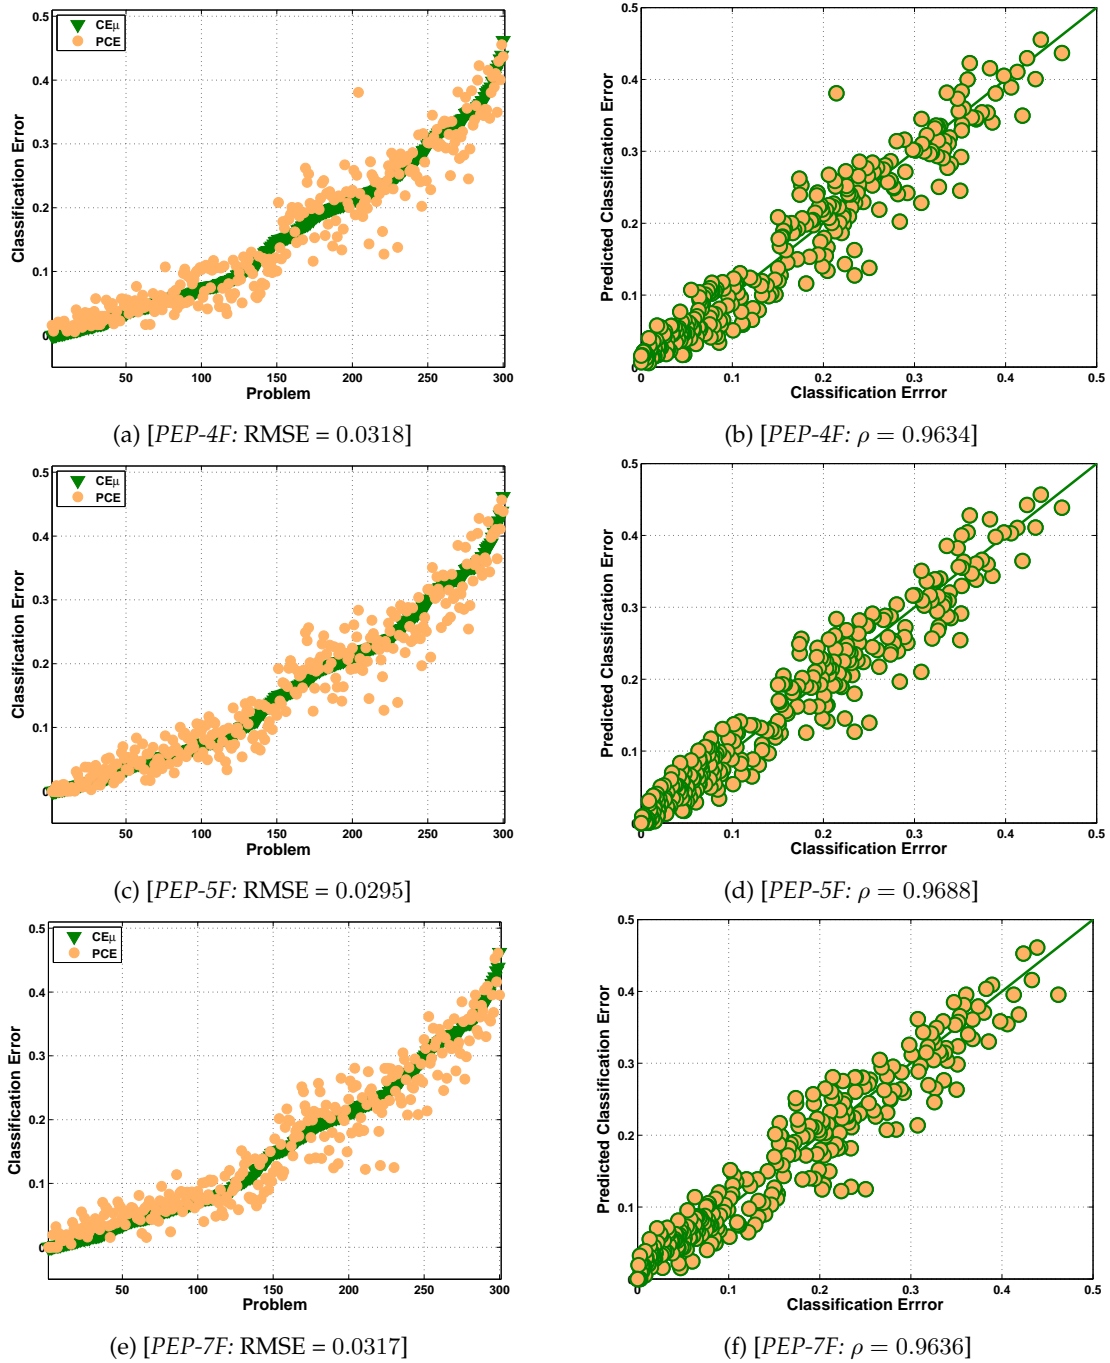 0.5
0.4
0.3
0.2
0.1
0
Classification Error
CEμ
PCE
50 100 150 200 250 300
Problem
(a) [PEP-4F: RMSE = 0.0318]
0.5
0.4
0.3
0.2
0.1
0
Predicted Classification Error
0 0.1 0.2 0.3 0.4 0.5
Classification Errror
(b) [PEP-4F: ρ = 0.9634]
0.5
0.4
0.3
0.2
0.1
0
Classification Error
CEμ
PCE
50 100 150 200 250 300
Problem
(c) [PEP-5F: RMSE = 0.0295]
0.5
0.4
0.3
0.2
0.1
0
Predicted Classification Error
0 0.1 0.2 0.3 0.4 0.5
Classification Errror
(d) [PEP-5F: ρ = 0.9688]
0.5
0.4
0.3
0.2
0.1
0
Classification Error
CEμ
PCE
50 100 150 200 250 300
Problem
(e) [PEP-7F: RMSE = 0.0317]
0.5
0.4
0.3
0.2
0.1
0
Predicted Classification Error
0 0.1 0.2 0.3 0.4 0.5
Classification Errror
(f) [PEP-7F: ρ = 0.9636]